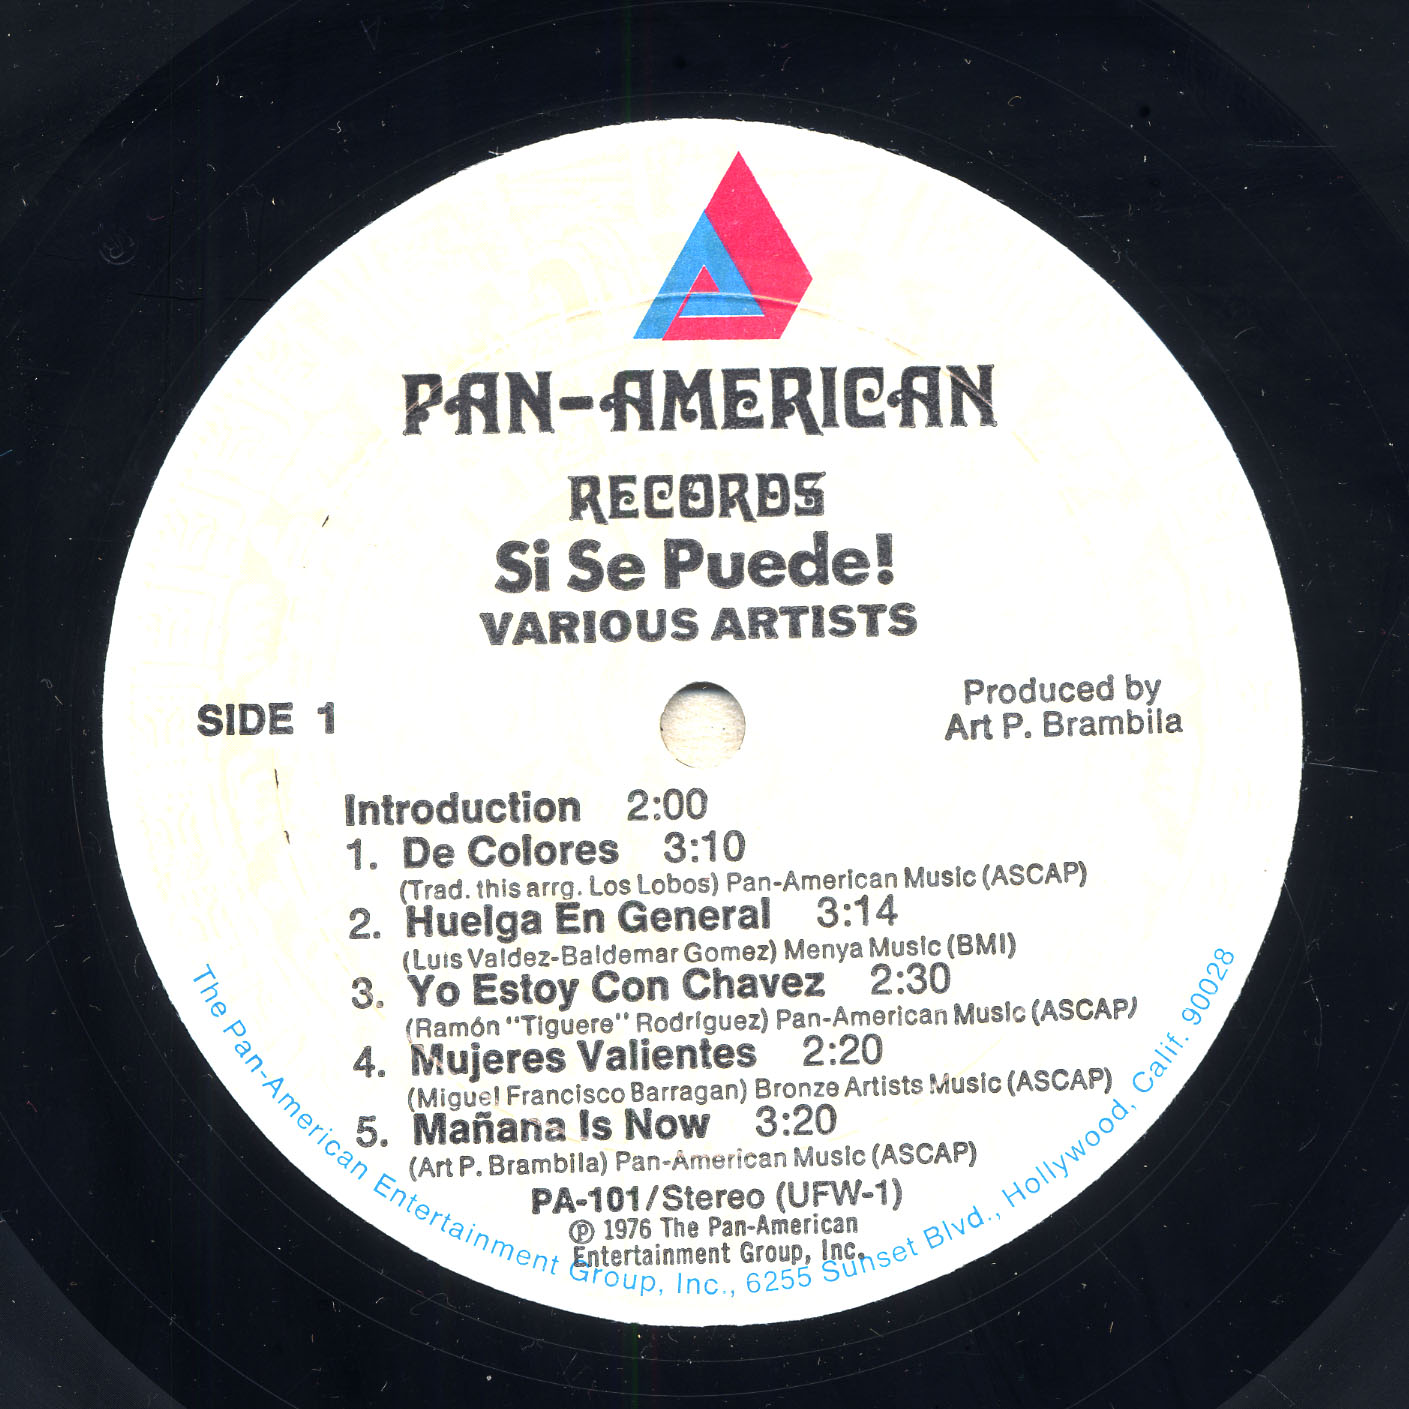 PAN-AMERICAN
RECORDS
Si Se Puede!
VARIOUS ARTISTS
SIDE 1
Produced by
Art P. Brambila
Introduction 2:00
1. De Colores 3:10
(Trad. this arrg. Los Lobos) Pan-American Music (ASCAP)
2. Huelga En General 3:14
(Luis Valdez-Baldemar Gomez) Menya Music (BMI)
3. Yo Estoy Con Chavez 2:30
(Ramón "Tiguere" Rodríguez) Pan-American Music (ASCAP)
4. Mujeres Valientes 2:20
(Miguel Francisco Barragan) Bronze Artists Music (ASCAP)
5. Mañana Is Now 3:20
(Art P. Brambila) Pan-American Music (ASCAP)
PA-101/Stereo (UFW-1)
℗ 1976 The Pan-American
Entertainment Group, Inc.
The Pan-American Entertainment Group, Inc., 6255 Sunset Blvd., Hollywood, Calif. 90028